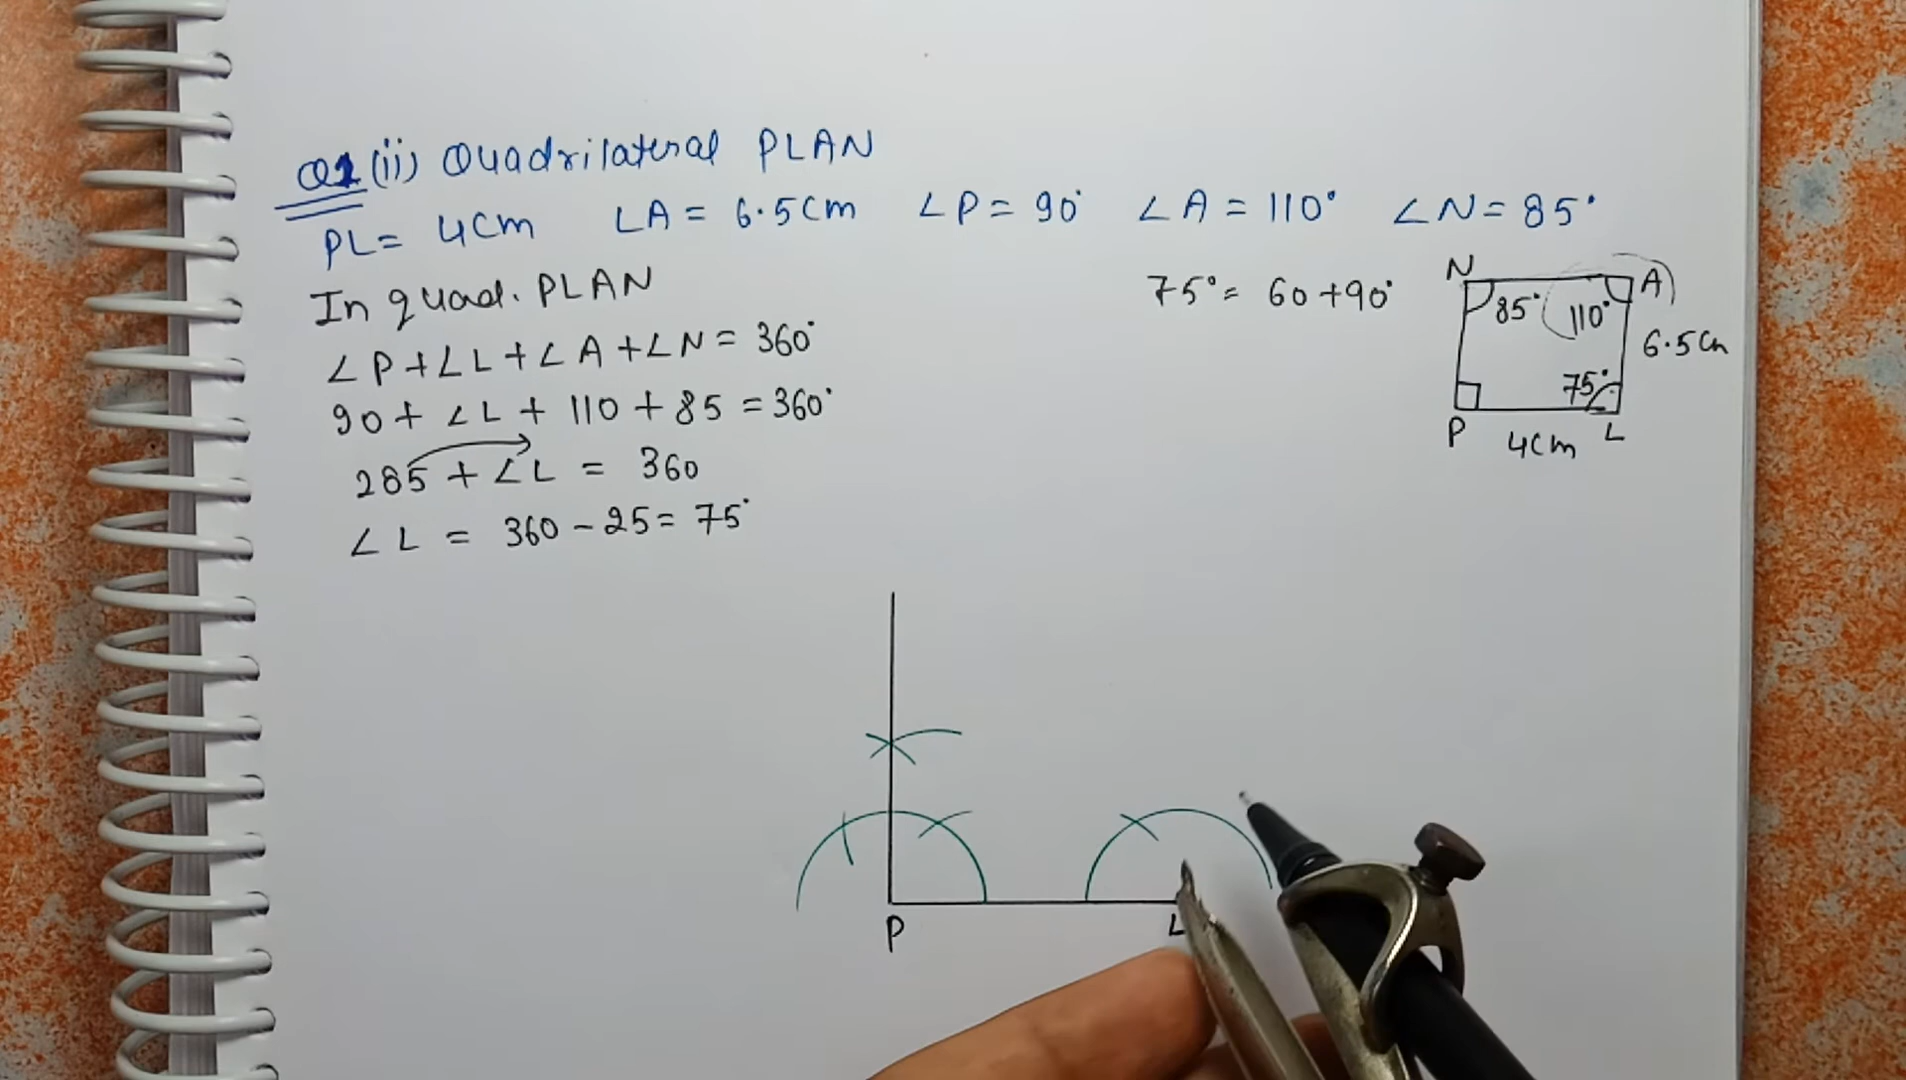 Q1 (ii) Quadrilateral PLAN
PL= 4cm LA= 6.5cm ∠P= 90° ∠A= 110° ∠N= 85°
In quad. PLAN
∠P+∠L+∠A+∠N= 360°
90+ ∠L+ 110+85 =360°
285+∠L = 360
∠L = 360-25= 75°
75°= 60+90°
N A
85° 110°
6.5cm
75°
P 4cm L
P L